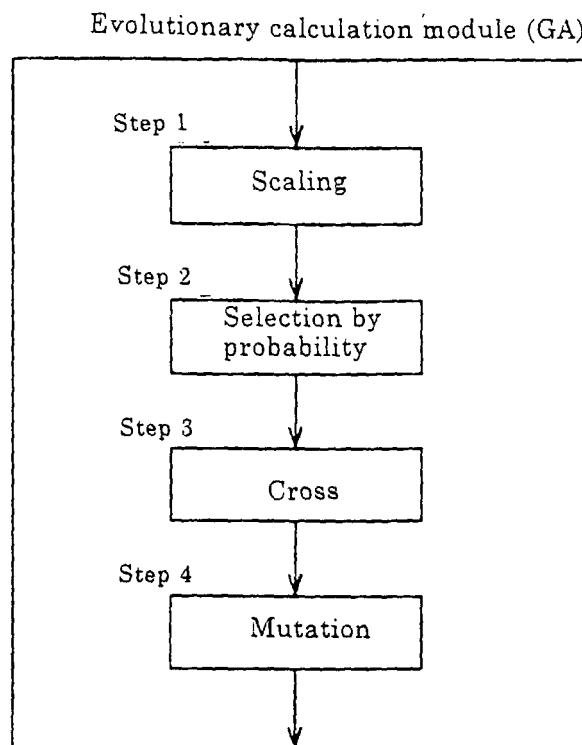 Evolutionary calculation module (GA)
Step 1
Scaling
Step 2
Selection by
probability
Step 3
Cross
Step 4
Mutation